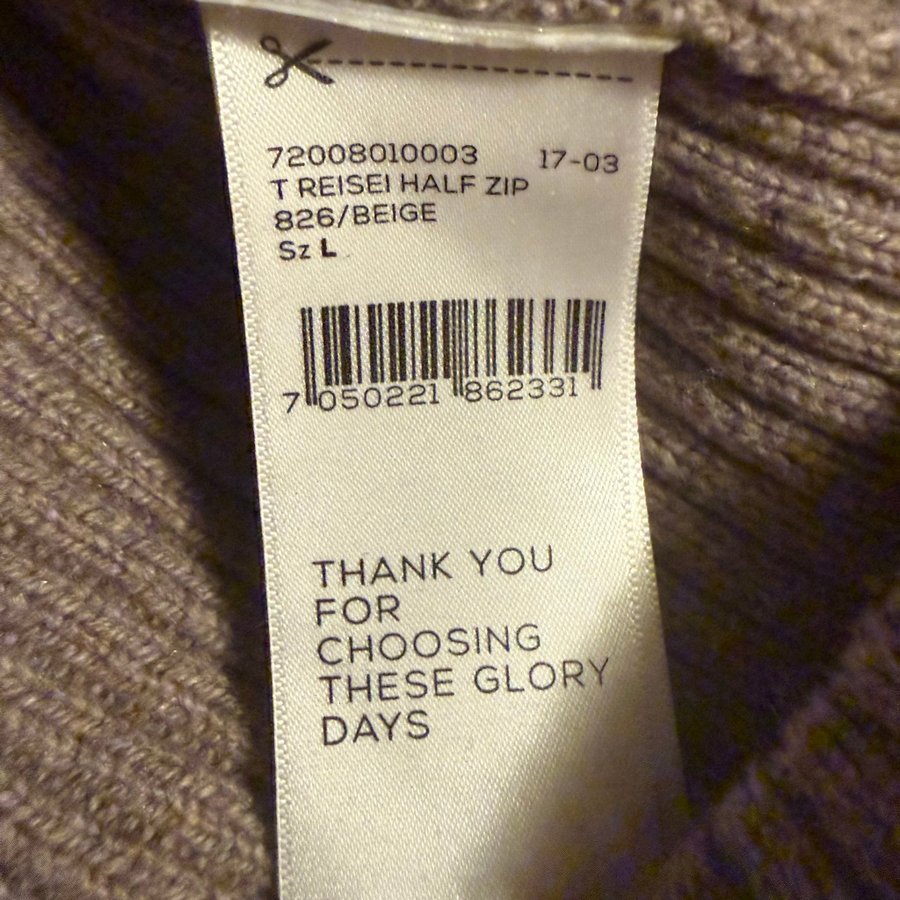 72008010003 17-03
T REISEI HALF ZIP
826/BEIGE
Sz L
7 050221 862331
THANK YOU
FOR
CHOOSING
THESE GLORY
DAYS